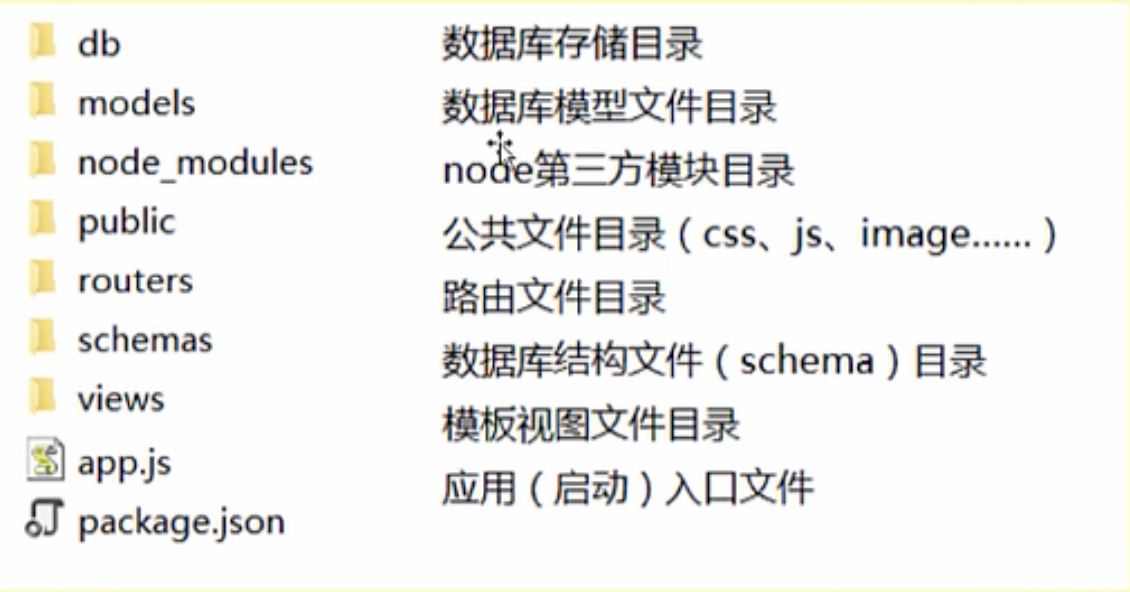 db 数据库存储目录
models 数据库模型文件目录
node_modules node第三方模块目录
public 公共文件目录（css、js、image……）
routers 路由文件目录
schemas 数据库结构文件（schema）目录
views 模板视图文件目录
app.js 应用（启动）入口文件
package.json